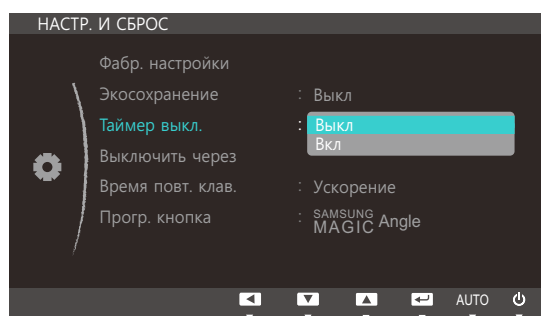 НАСТР. И СБРОС
Фабр. настройки
Экосохранение : Выкл
Таймер выкл. : Выкл
Вкл
Выключить через
Время повт. клав. : Ускорение
Прогр. кнопка : SAMSUNG MAGIC Angle
AUTO